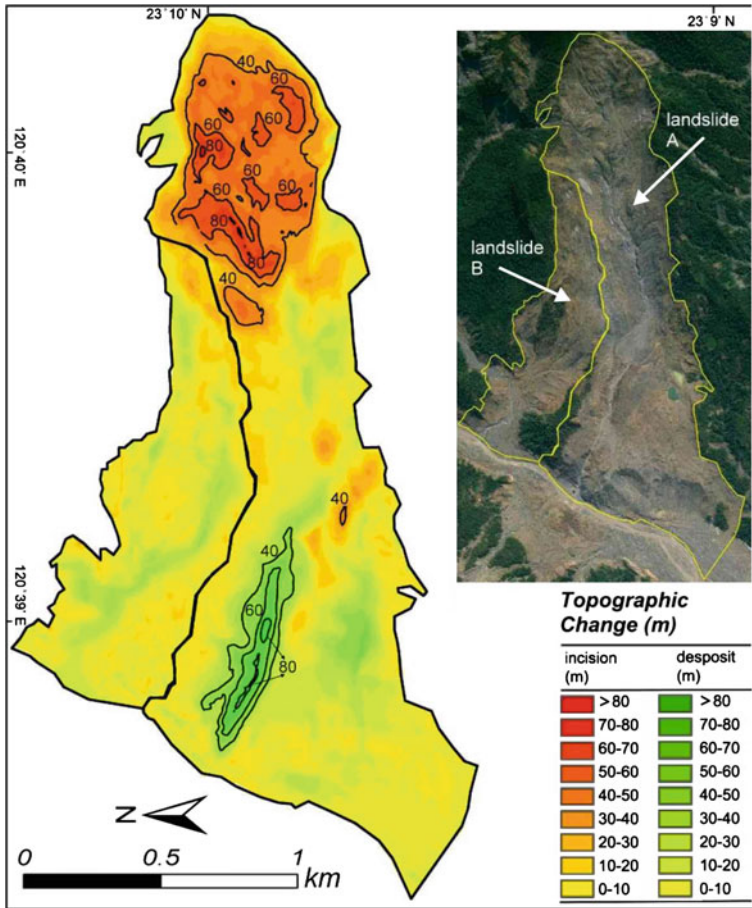 23°10' N
23°9' N
120°40' E
120°39' E
40
60
60
60
80
60
60
60
80
80
40
40
40
60
80
landslide
A
landslide
B
N
0 0.5 1
km
Topographic
Change (m)
incision
(m)
desposit
(m)
>80 >80
70-80 70-80
60-70 60-70
50-60 50-60
40-50 40-50
30-40 30-40
20-30 20-30
10-20 10-20
0-10 0-10